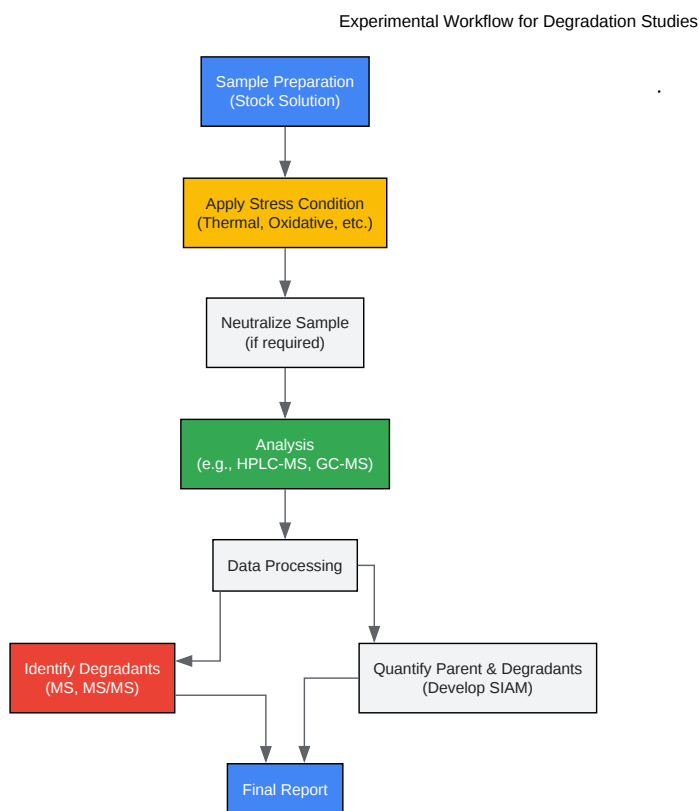 Experimental Workflow for Degradation Studies
.
Sample Preparation
(Stock Solution)
Apply Stress Condition
(Thermal, Oxidative, etc.)
Neutralize Sample
(if required)
Analysis
(e.g., HPLC-MS, GC-MS)
Data Processing
Identify Degradants
(MS, MS/MS)
Quantify Parent & Degradants
(Develop SIAM)
Final Report